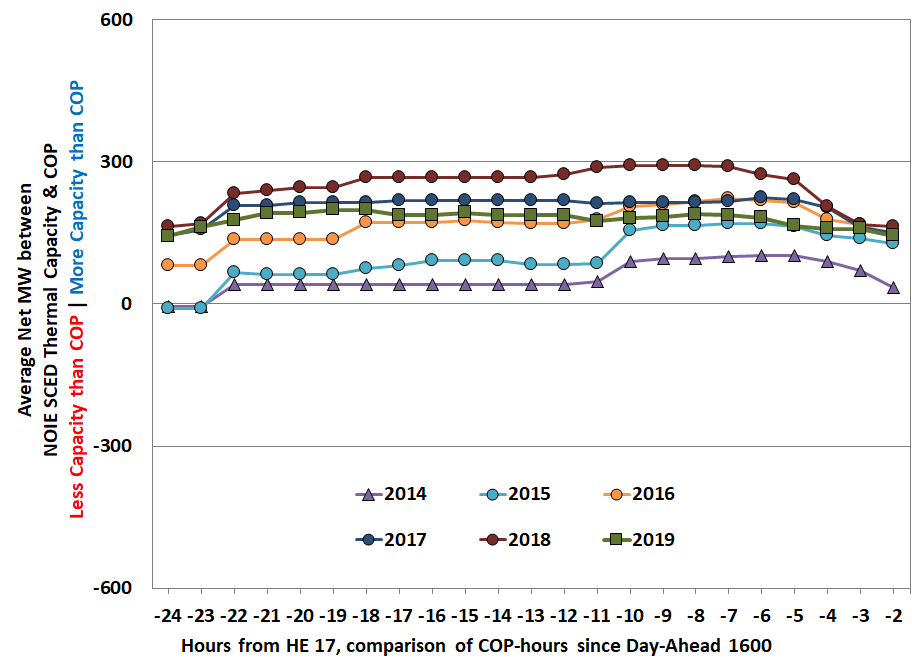 600
300
0
-300
-600
Average Net MW between
NOIE SCED Thermal Capacity & COP
Less Capacity than COP | More Capacity than COP
2014 2015 2016
2017 2018 2019
-24 -23 -22 -21 -20 -19 -18 -17 -16 -15 -14 -13 -12 -11 -10 -9 -8 -7 -6 -5 -4 -3 -2
Hours from HE 17, comparison of COP-hours since Day-Ahead 1600